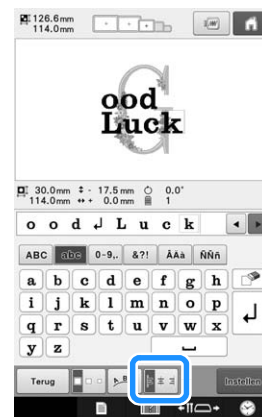 126.6mm
114.0mm
G
ood
Luck
30.0mm 17.5mm 0.0°
114.0mm 0.0mm 1
o o d ↲ L u c k
ABC abc 0-9,. &?! ÄÀà ÑÑñ
a b c d e f g h
i j k l m n o p
q r s t u v w x
y z
Terug Instellen